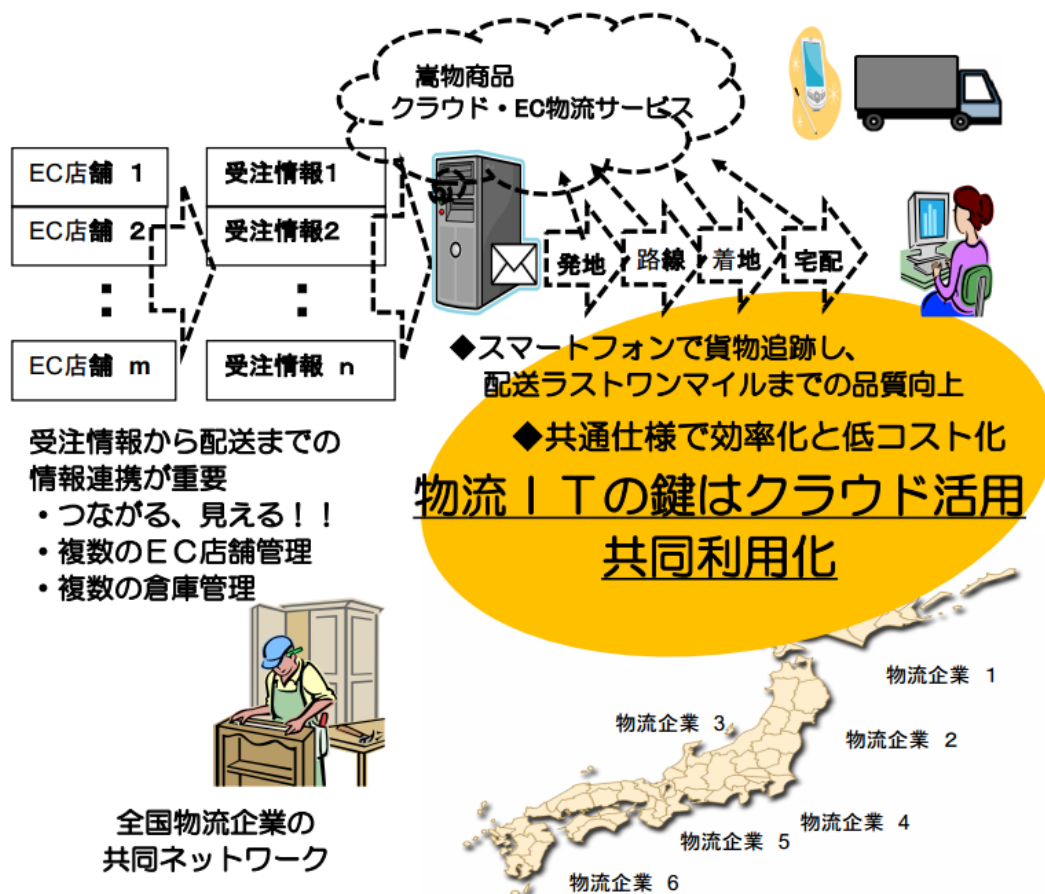 嵩物商品
クラウド・EC物流サービス
EC店舗 1
受注情報1
EC店舗 2
受注情報2
:
:
EC店舗 m
受注情報 n
発地
路線
着地
宅配
◆スマートフォンで貨物追跡し、
配送ラストワンマイルまでの品質向上
◆共通仕様で効率化と低コスト化
物流ITの鍵はクラウド活用
共同利用化
受注情報から配送までの
情報連携が重要
・つながる、見える!!
・複数のEC店舗管理
・複数の倉庫管理
物流企業 1
物流企業 2
物流企業 3
物流企業 4
物流企業 5
物流企業 6
全国物流企業の
共同ネットワーク